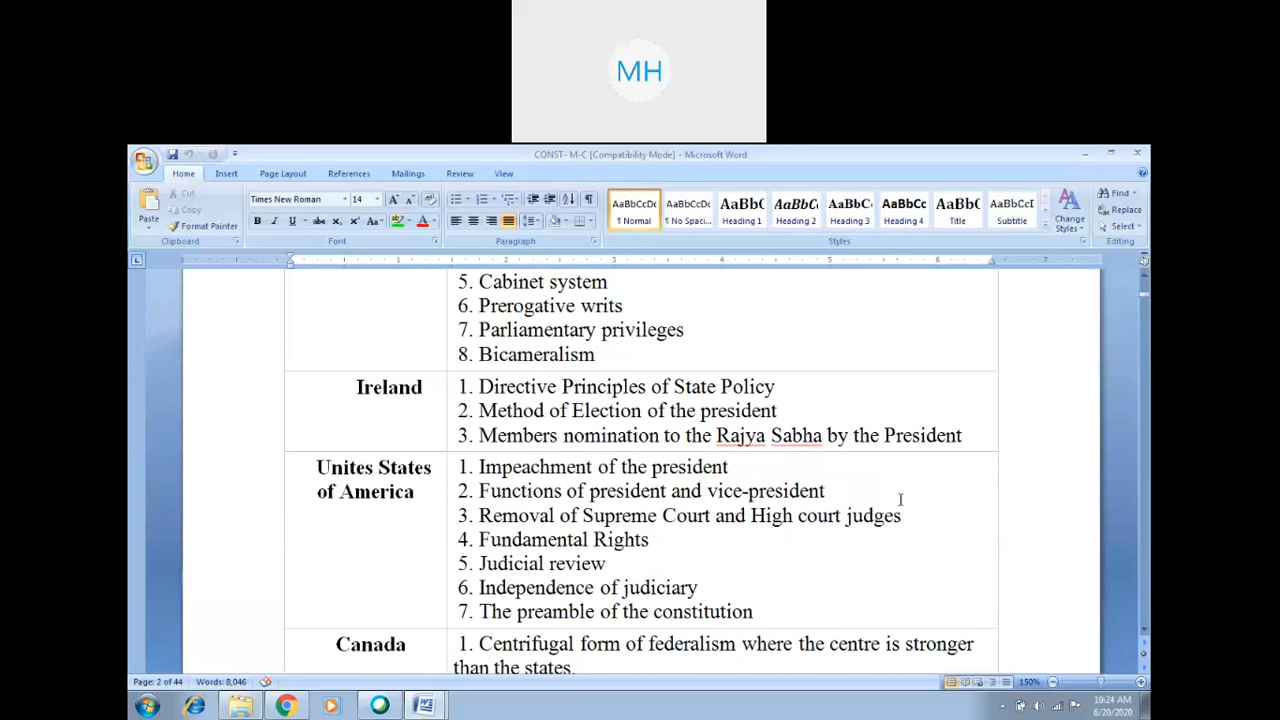 MH
CONST- M-C [Compatibility Mode] - Microsoft Word
Home Insert Page Layout References Mailings Review View
Paste
Cut
Copy
Format Painter
Clipboard
Times New Roman 14
Font
Paragraph
AaBbCcDc AaBbCcDc AaBbC AaBbCc AaBbCc AaBbCc AaBbC AaBbCcI
¶ Normal ¶ No Spaci... Heading 1 Heading 2 Heading 3 Heading 4 Title Subtitle
Styles
Change Styles
Find
Replace
Select
Editing
5. Cabinet system
6. Prerogative writs
7. Parliamentary privileges
8. Bicameralism
Ireland
1. Directive Principles of State Policy
2. Method of Election of the president
3. Members nomination to the Rajya Sabha by the President
Unites States
of America
1. Impeachment of the president
2. Functions of president and vice-president
3. Removal of Supreme Court and High court judges
4. Fundamental Rights
5. Judicial review
6. Independence of judiciary
7. The preamble of the constitution
Canada
1. Centrifugal form of federalism where the centre is stronger
than the states.
Page: 2 of 44 Words: 8,046 150%
10:24 AM
6/20/2020